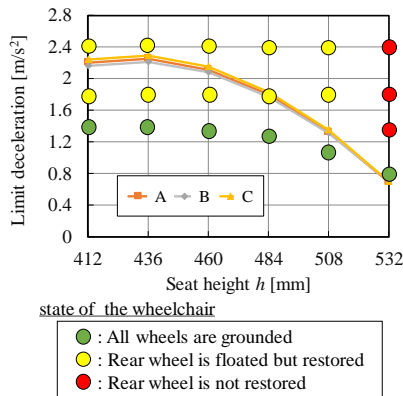 Limit deceleration [m/s²]
2.8
2.4
2
1.6
1.2
0.8
0.4
0
A B C
412 436 460 484 508 532
Seat height h [mm]
state of the wheelchair
: All wheels are grounded
: Rear wheel is floated but restored
: Rear wheel is not restored